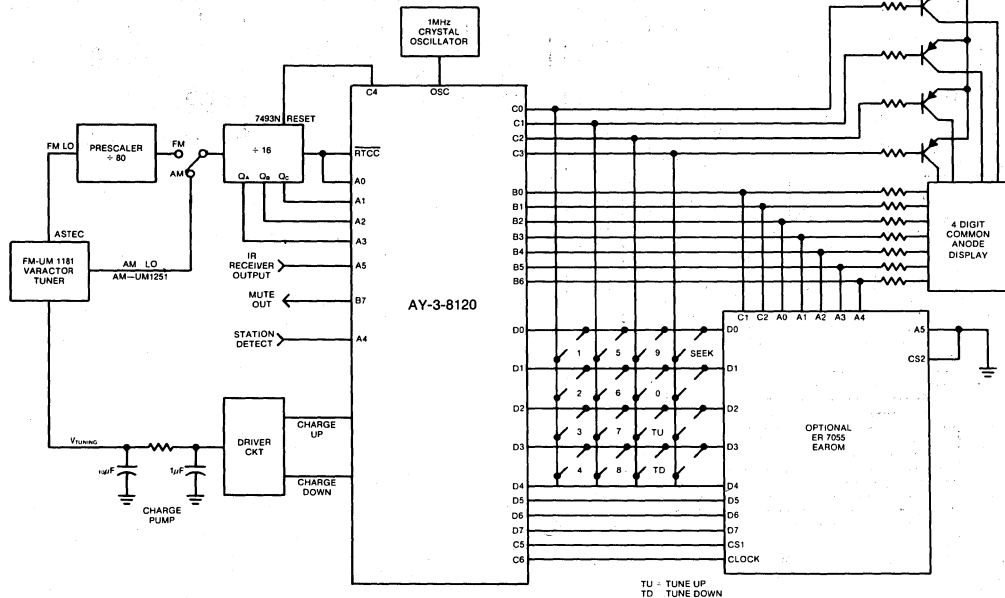 1MHz
CRYSTAL
OSCILLATOR
C4
OSC
7493N RESET
FM LO
PRESCALER
÷ 80
FM
AM
÷ 16
QA QB QC
RTCC
A0
A1
A2
A3
ASTEC
FM-UM 1181
VARACTOR
TUNER
AM LO
AM—UM1251
IR
RECEIVER
OUTPUT
A5
MUTE
OUT
B7
STATION
DETECT
A4
AY-3-8120
VTUNING
10µF
1µF
CHARGE
PUMP
DRIVER
CKT
CHARGE
UP
CHARGE
DOWN
C0
C1
C2
C3
B0
B1
B2
B3
B4
B5
B6
4 DIGIT
COMMON
ANODE
DISPLAY
D0
D1
D2
D3
D4
D5
D6
D7
C5
C6
1 5 9 SEEK
2 6 0
3 7 TU
4 8 TD
C1 C2 A0 A1 A2 A3 A4
D0
D1
D2
D3
D4
D5
D6
D7
CS1
CLOCK
A5
CS2
OPTIONAL
ER 7055
EAROM
TU = TUNE UP
TD TUNE DOWN